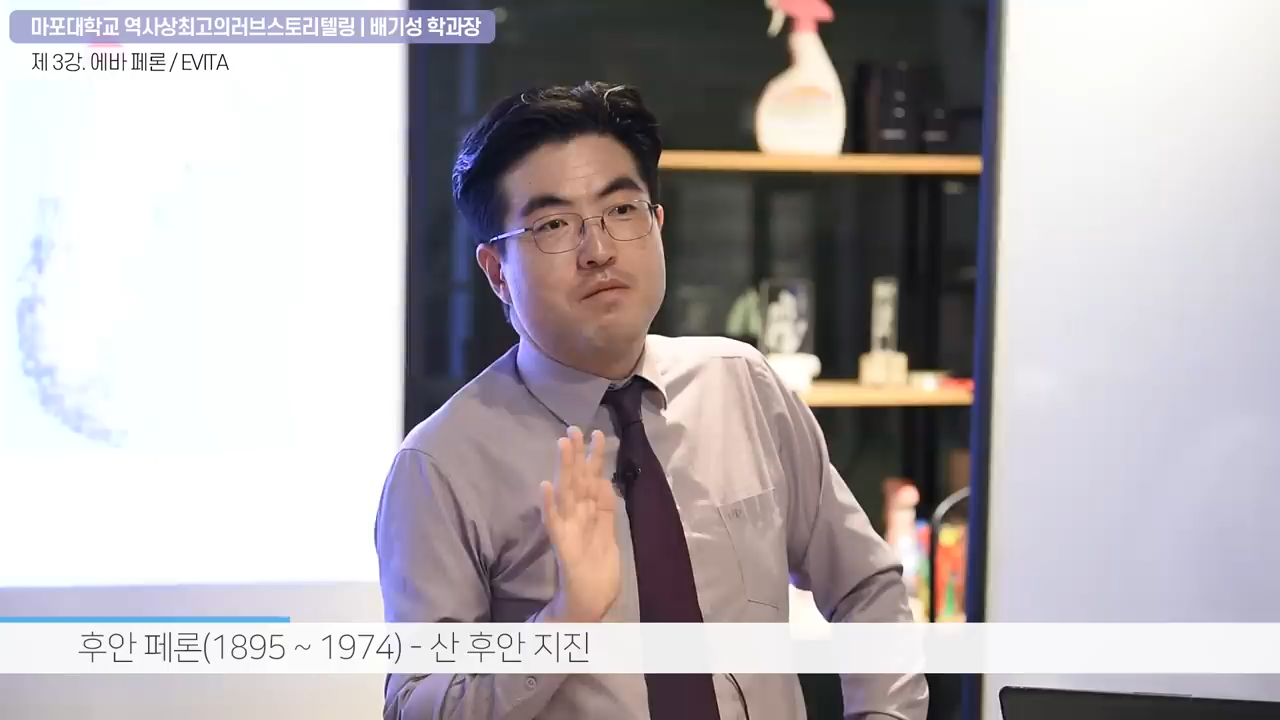 마포대학교 역사상최고의러브스토리텔링 | 배기성 학과장
제 3강. 에바 페론 / EVITA
후안 페론(1895 ~ 1974) - 산 후안 지진